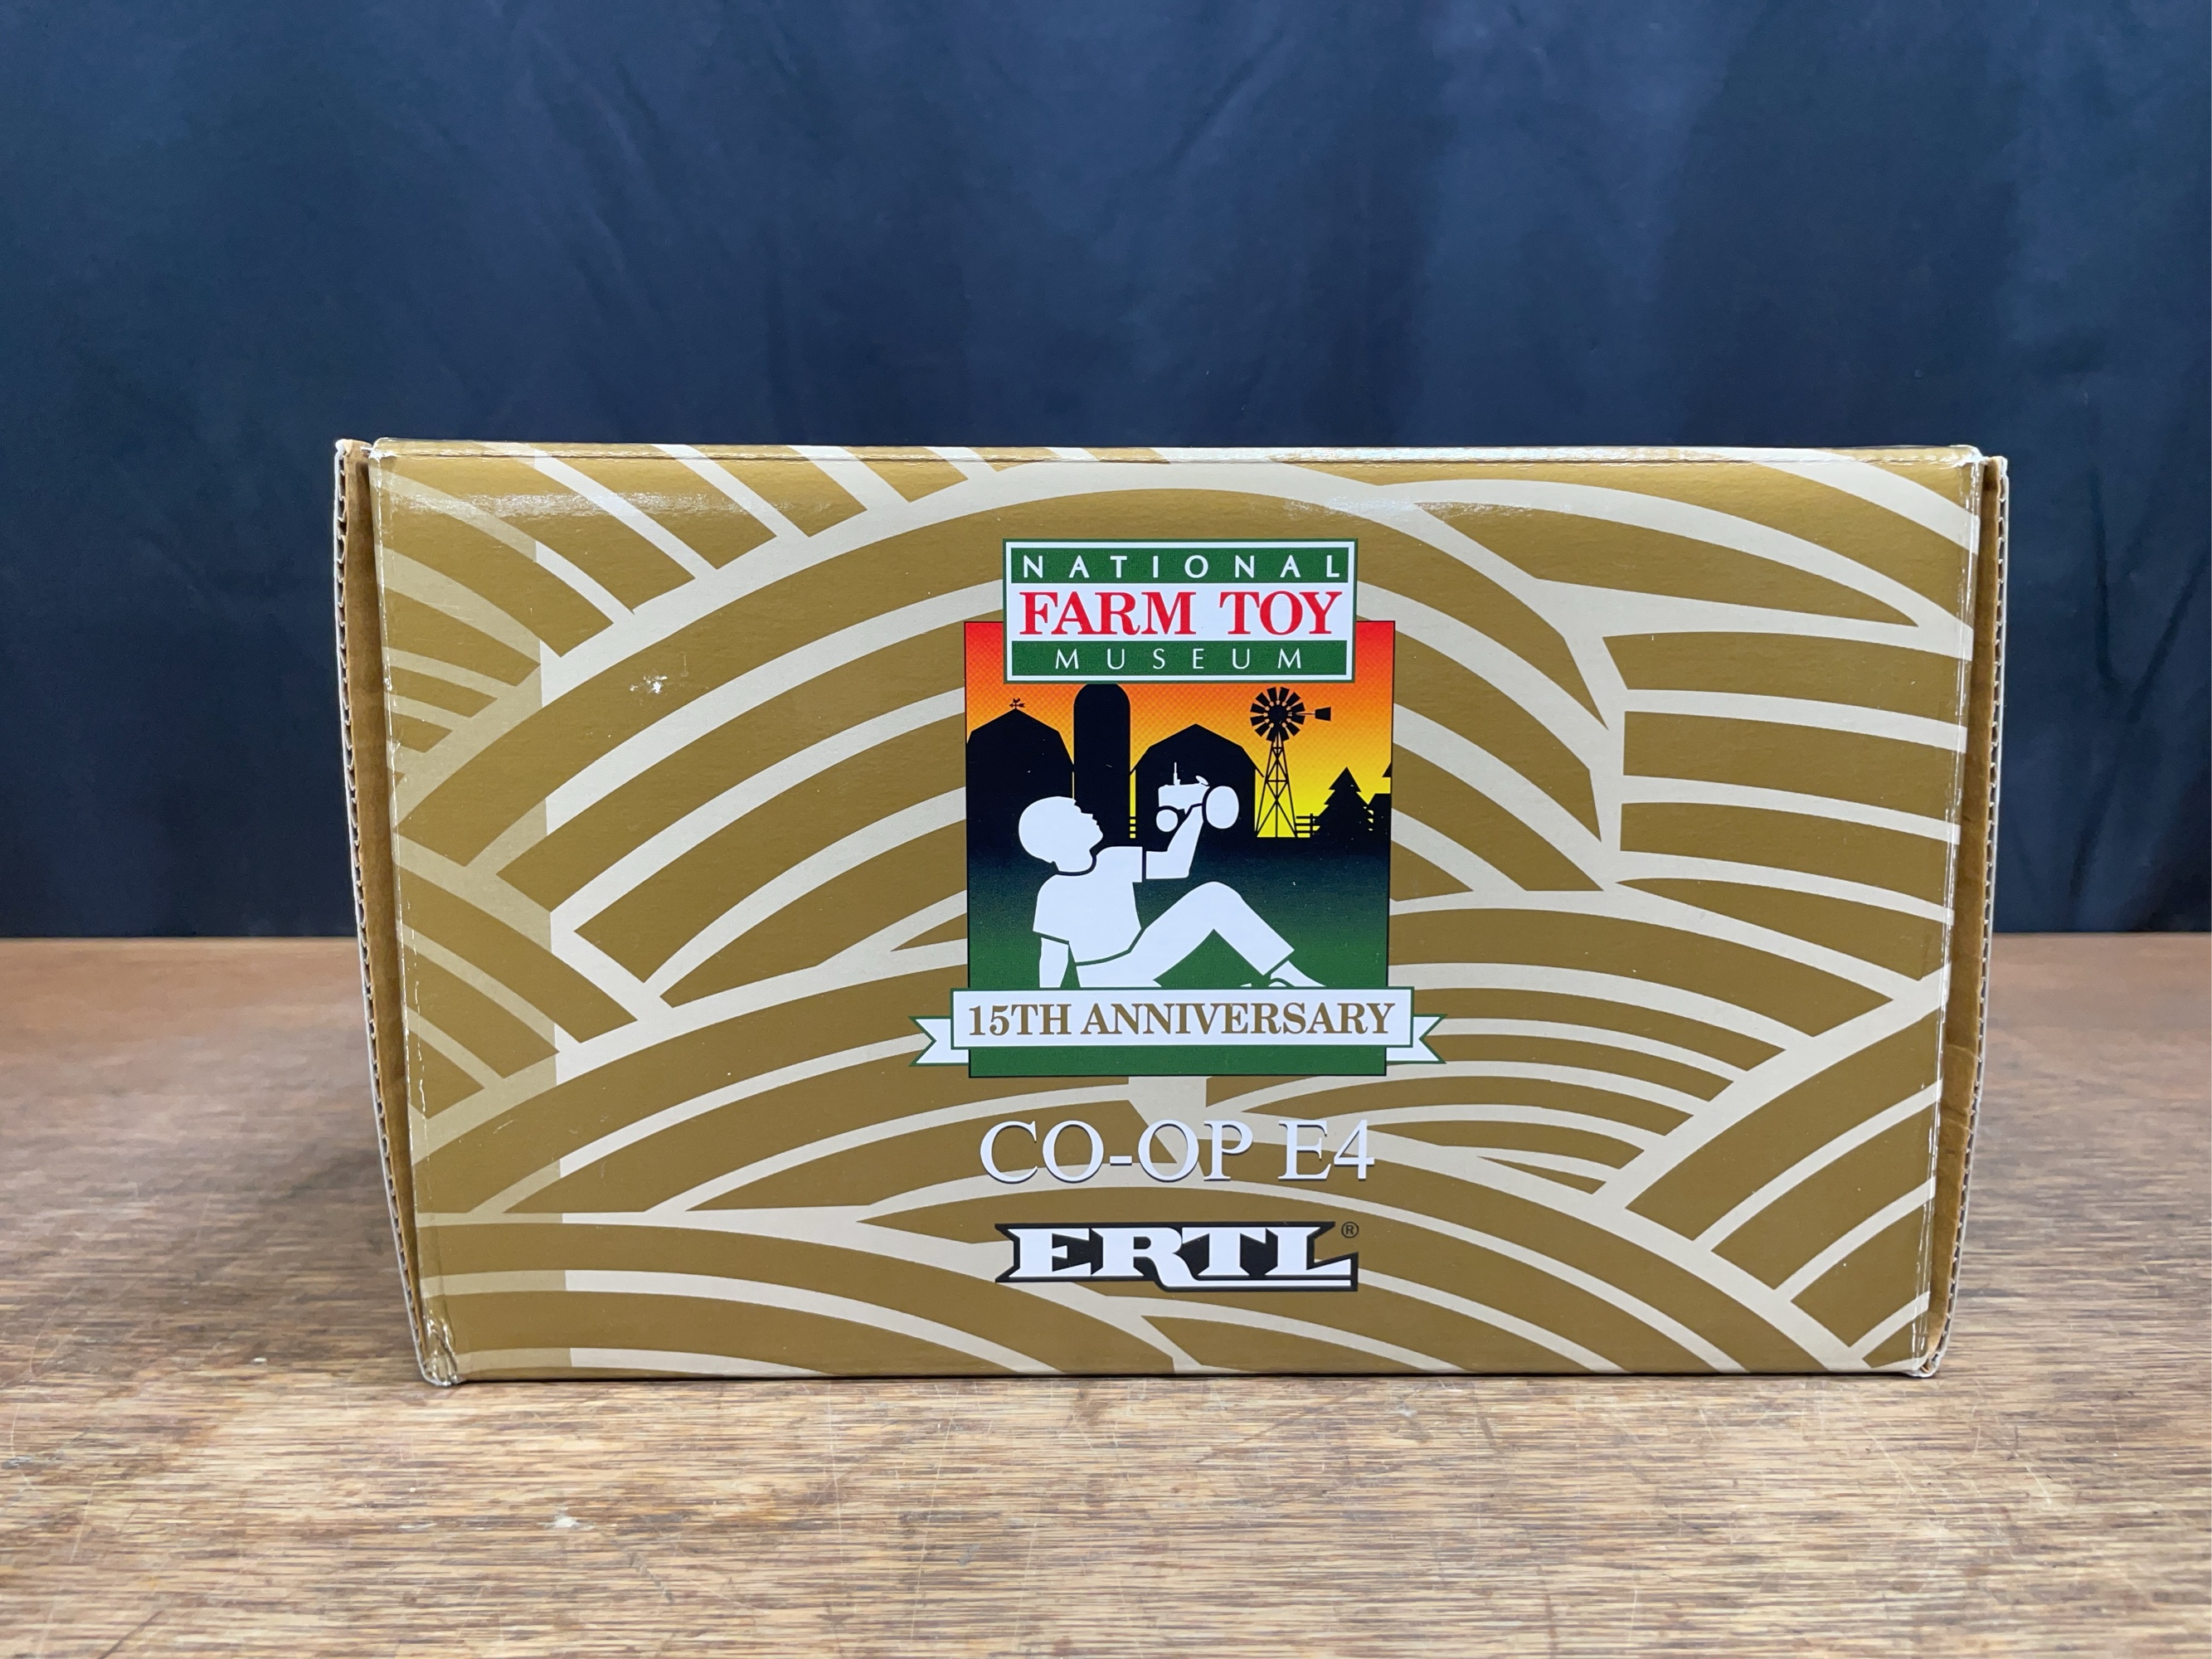 NATIONAL
FARM TOY
MUSEUM
15TH ANNIVERSARY
CO-OP E4
ERTL®